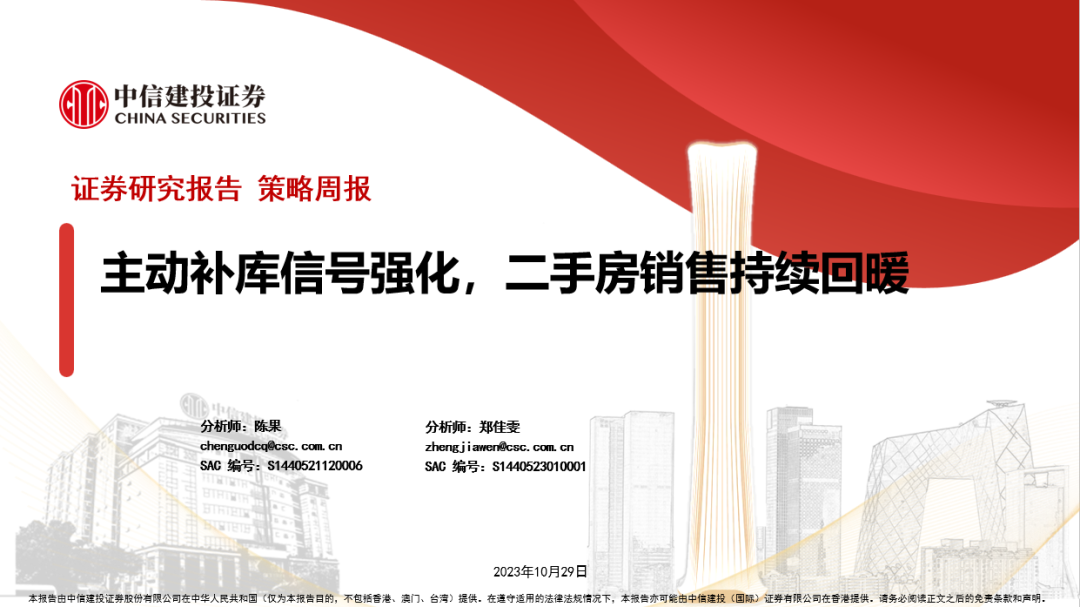 中信建投证券
CHINA SECURITIES
证券研究报告 策略周报
主动补库信号强化，二手房销售持续回暖
分析师：陈果
chenguodcq@csc.com.cn
SAC 编号：S1440521120006
分析师：郑佳雯
zhengjiawen@csc.com.cn
SAC 编号：S1440523010001
2023年10月29日
本报告由中信建投证券股份有限公司在中华人民共和国（仅为本报告目的，不包括香港、澳门、台湾）提供。在遵守适用的法律法规情况下，本报告亦可能由中信建投（国际）证券有限公司在香港提供。请务必阅读正文之后的免责条款和声明。